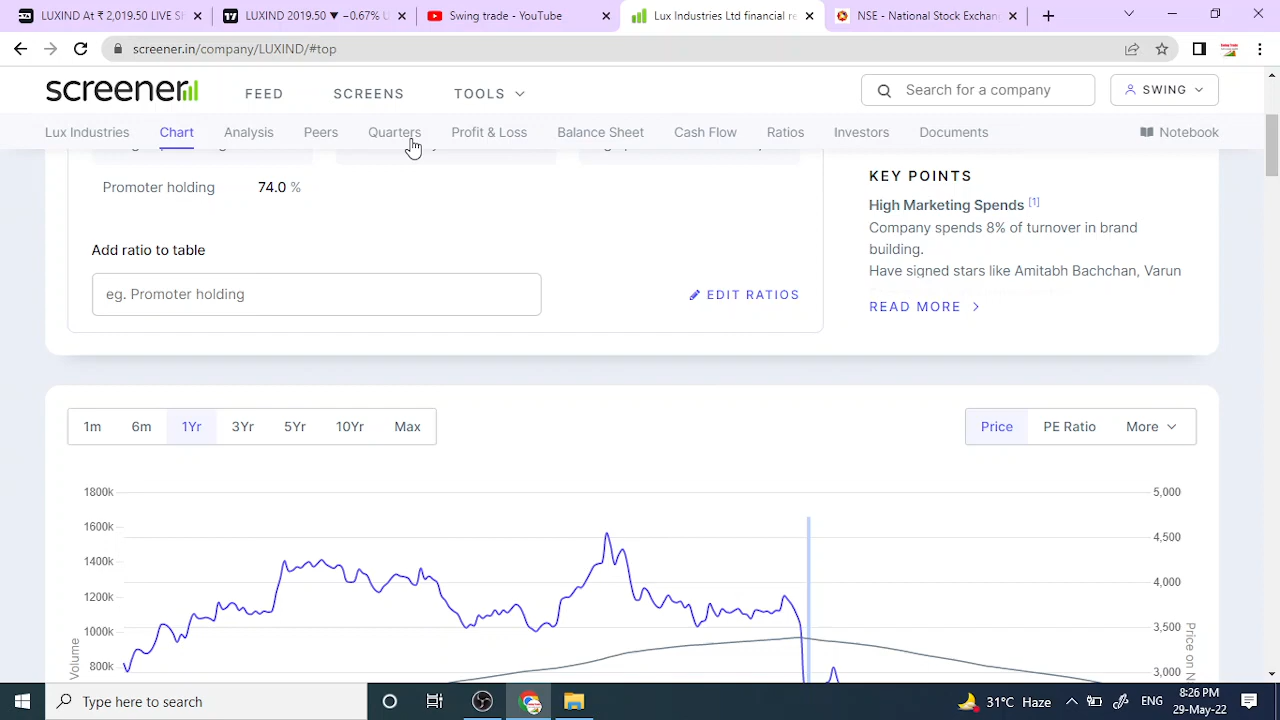 LUXIND At ₹ 2,019.50 LIVE S
LUXIND 2019.50 ▼ −0.67% U
swing trade - YouTube
Lux Industries Ltd financial re
NSE - National Stock Exchan
screener.in/company/LUXIND/#top
screener
FEED
SCREENS
TOOLS
Search for a company
SWING
Lux Industries
Chart
Analysis
Peers
Quarters
Profit & Loss
Balance Sheet
Cash Flow
Ratios
Investors
Documents
Notebook
Promoter holding 74.0 %
Add ratio to table
eg. Promoter holding
EDIT RATIOS
KEY POINTS
High Marketing Spends [1]
Company spends 8% of turnover in brand
building.
Have signed stars like Amitabh Bachchan, Varun
READ MORE
1m 6m 1Yr 3Yr 5Yr 10Yr Max
Price PE Ratio More
1800k
1600k
1400k
1200k
1000k
800k
Volume
5,000
4,500
4,000
3,500
3,000
Price on N
Type here to search
31°C Haze
ENG
8:26 PM
29-May-22